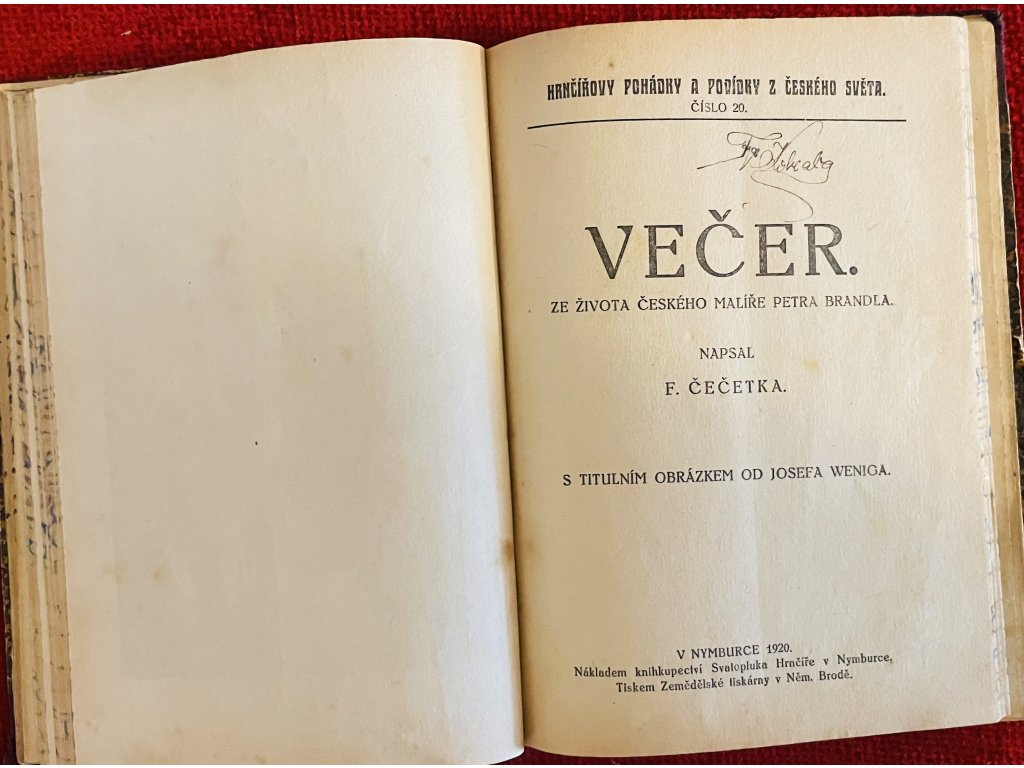 HRNČÍŘOVY POHÁDKY A POVÍDKY Z ČESKÉHO SVĚTA.
ČÍSLO 20.
VEČER.
ZE ŽIVOTA ČESKÉHO MALÍŘE PETRA BRANDLA.
NAPSAL
F. ČEČETKA.
S TITULNÍM OBRÁZKEM OD JOSEFA WENIGA.
V NYMBURCE 1920.
Nákladem knihkupectví Svatopluka Hrnčíře v Nymburce,
Tiskem Zemědělské tiskárny v Něm. Brodě.